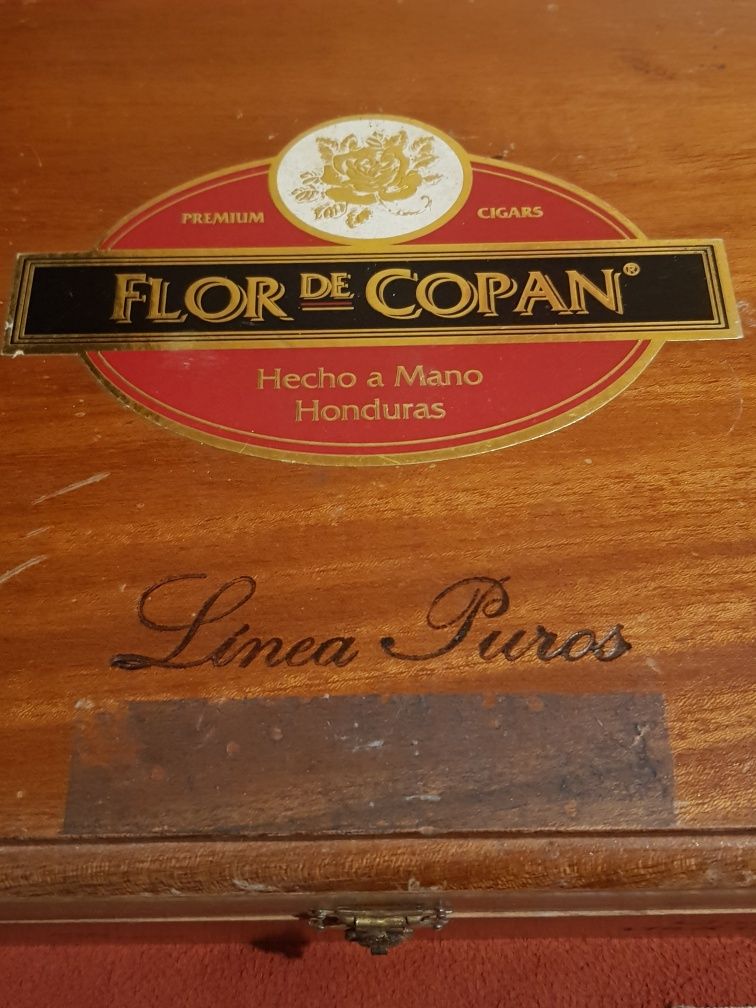 PREMIUM CIGARS
FLOR DE COPAN®
Hecho a Mano
Honduras
Línea Puros